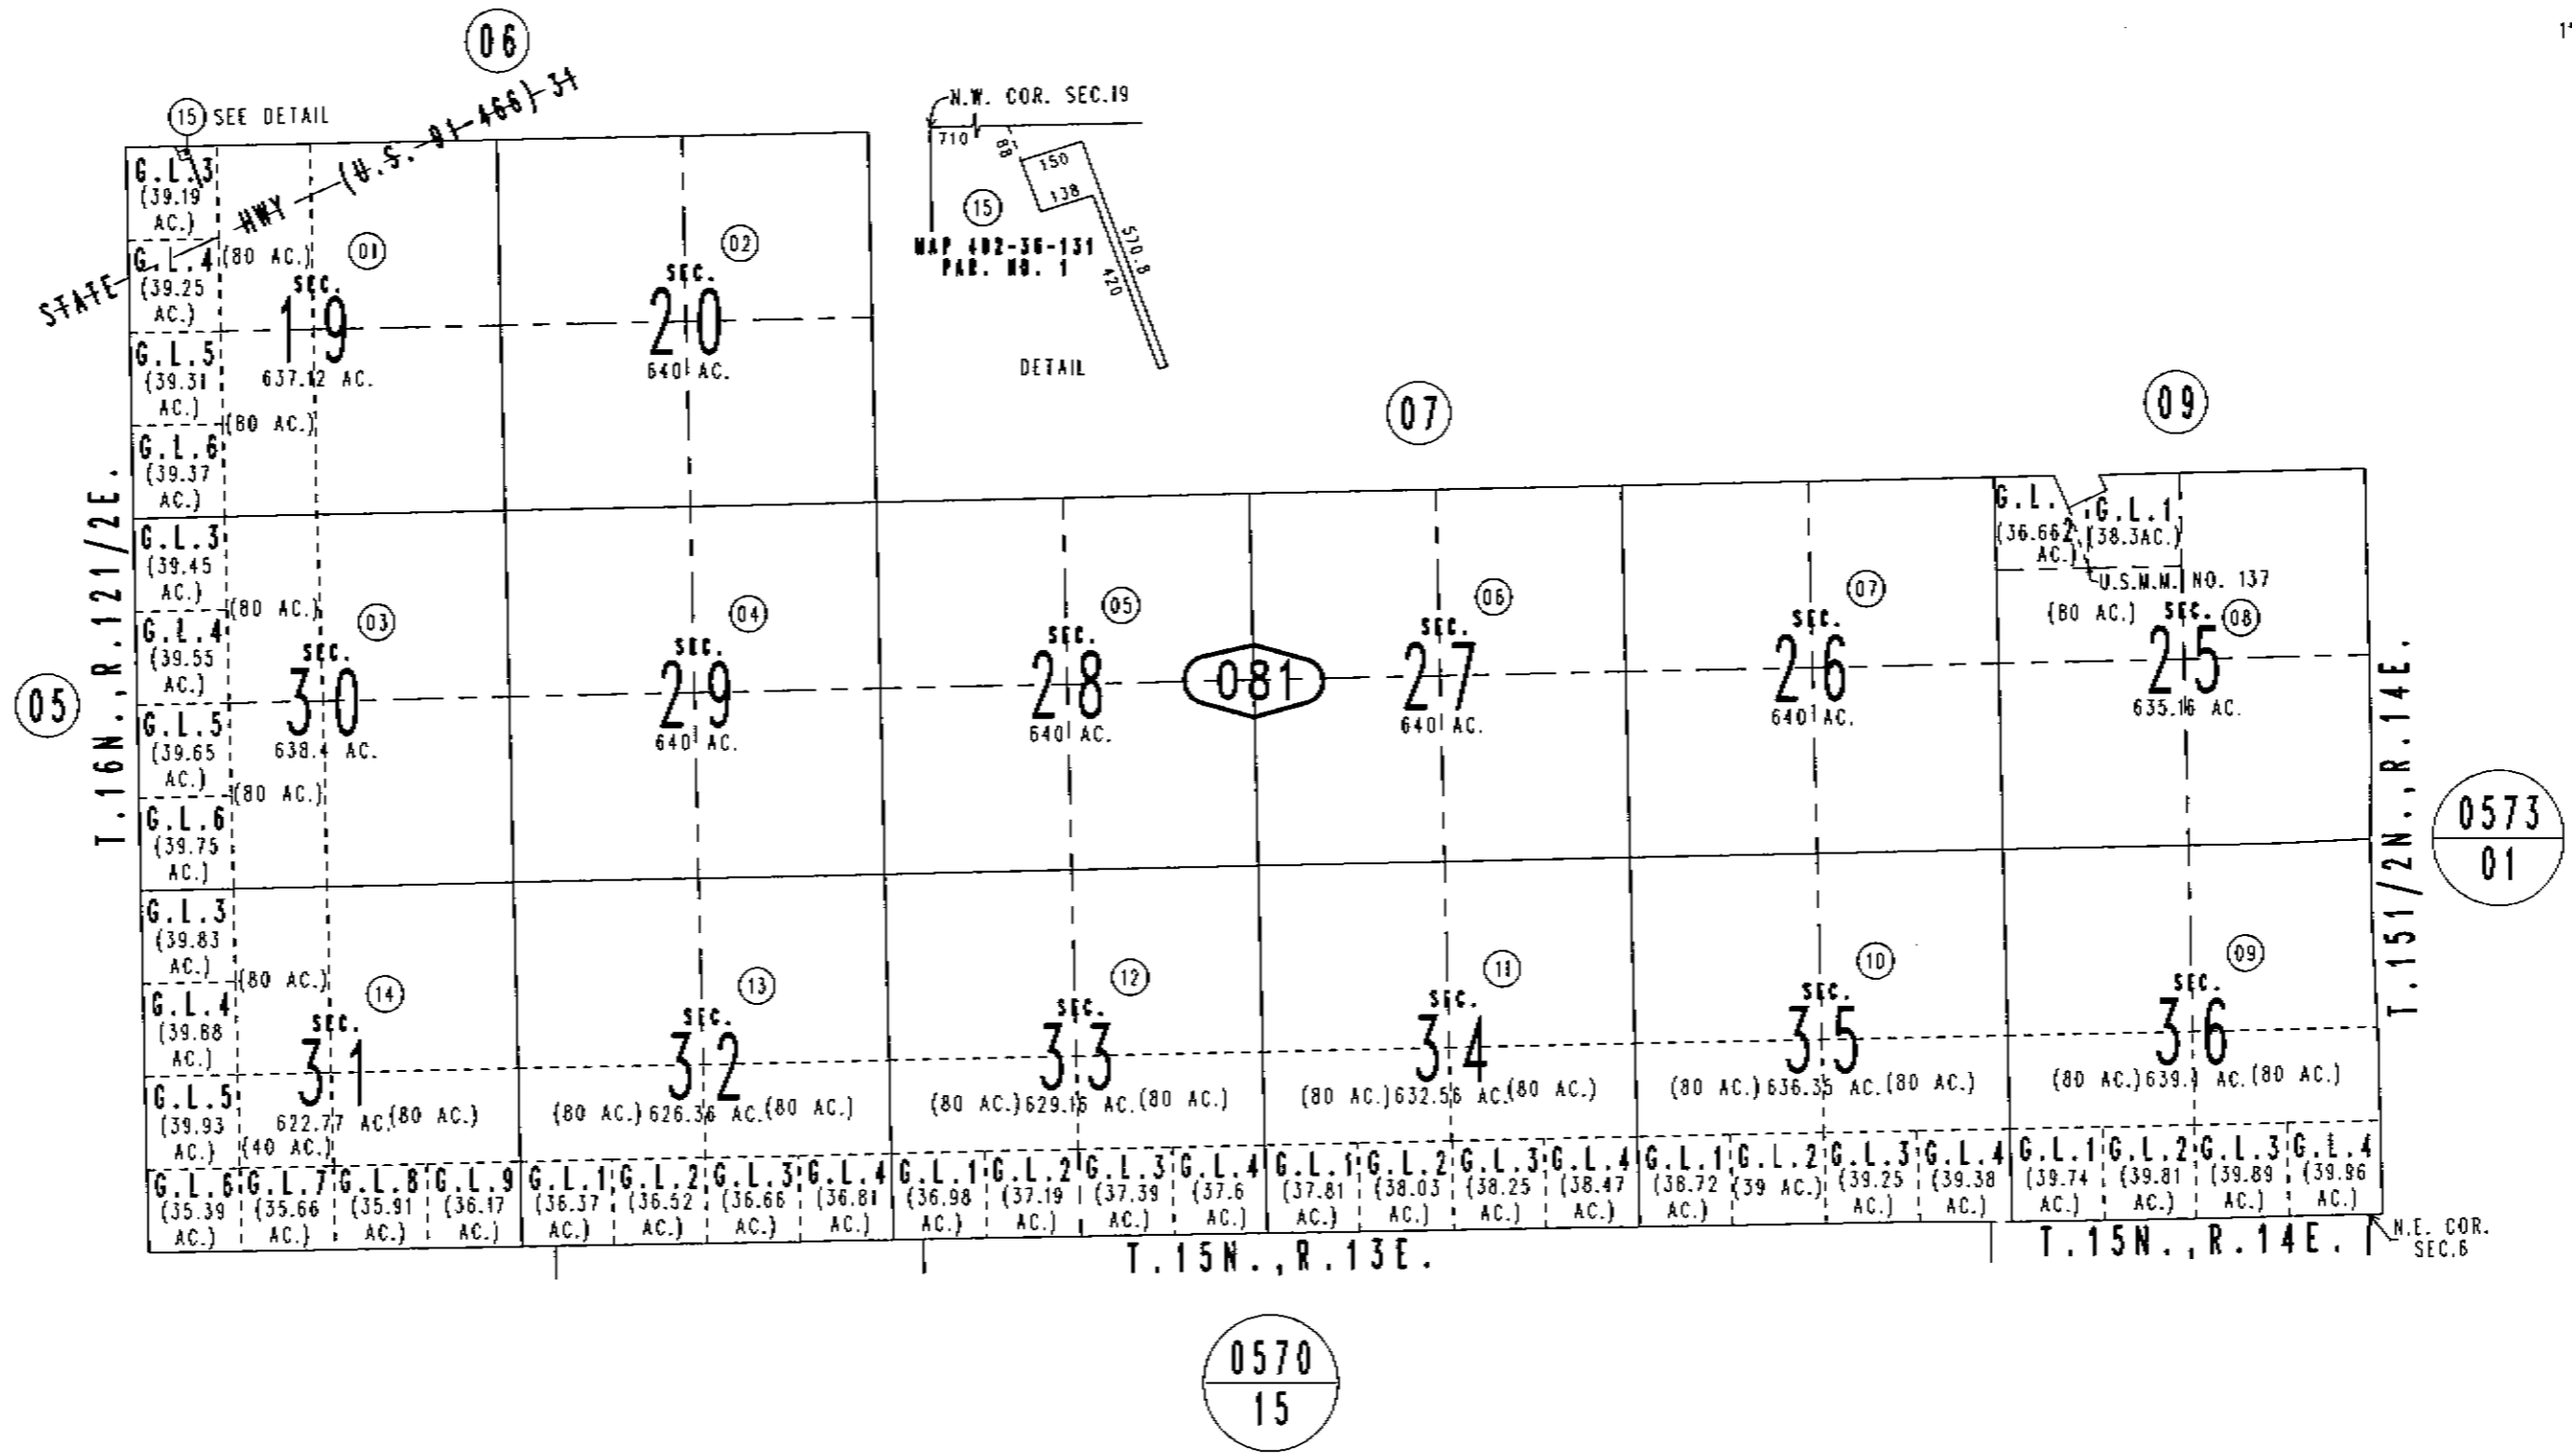 06
15 SEE DETAIL
STATE HWY (U.S. 91-466)-31
N.W. COR. SEC.19
710
88
150
138
570.8
420
15
MAP 402-36-131
PAR. NO. 1
DETAIL
G.L.3
(39.19
AC.)
G.L.4
(39.25
AC.)
G.L.5
(39.31
AC.)
G.L.6
(39.37
AC.)
(80 AC.)
01
SEC.
19
637.12 AC.
(80 AC.)
02
SEC.
20
640 AC.
07
09
T.16N.,R.121/2E.
05
G.L.3
(39.45
AC.)
G.L.4
(39.55
AC.)
G.L.5
(39.65
AC.)
G.L.6
(39.75
AC.)
(80 AC.)
03
SEC.
30
638.4 AC.
(80 AC.)
04
SEC.
29
640 AC.
05
SEC.
28
640 AC.
081
06
SEC.
27
640 AC.
07
SEC.
26
640 AC.
G.L.
(36.662
AC.)
G.L.1
(38.3AC.)
U.S.M.M. NO. 137
(80 AC.)
SEC.
08
25
635.16 AC.
T.151/2N.,R.14E.
0573
01
G.L.3
(39.83
AC.)
G.L.4
(39.88
AC.)
G.L.5
(39.93
AC.)
(80 AC.)
14
SEC.
31
622.77 AC. (80 AC.)
(40 AC.)
13
SEC.
32
(80 AC.) 626.36 AC. (80 AC.)
12
SEC.
33
(80 AC.) 629.16 AC. (80 AC.)
11
SEC.
34
(80 AC.) 632.56 AC. (80 AC.)
10
SEC.
35
(80 AC.) 636.35 AC. (80 AC.)
09
SEC.
36
(80 AC.) 639.4 AC. (80 AC.)
G.L.6
(35.39
AC.)
G.L.7
(35.66
AC.)
G.L.8
(35.91
AC.)
G.L.9
(36.17
AC.)
G.L.1
(36.37
AC.)
G.L.2
(36.52
AC.)
G.L.3
(36.66
AC.)
G.L.4
(36.81
AC.)
G.L.1
(36.98
AC.)
G.L.2
(37.19
AC.)
G.L.3
(37.39
AC.)
G.L.4
(37.6
AC.)
G.L.1
(37.81
AC.)
G.L.2
(38.03
AC.)
G.L.3
(38.25
AC.)
G.L.4
(38.47
AC.)
G.L.1
(38.72
AC.)
G.L.2
(39 AC.)
G.L.3
(39.25
AC.)
G.L.4
(39.38
AC.)
G.L.1
(39.74
AC.)
G.L.2
(39.81
AC.)
G.L.3
(39.89
AC.)
G.L.4
(39.96
AC.)
T.15N.,R.13E.
T.15N.,R.14E.
N.E. COR.
SEC.6
0570
15